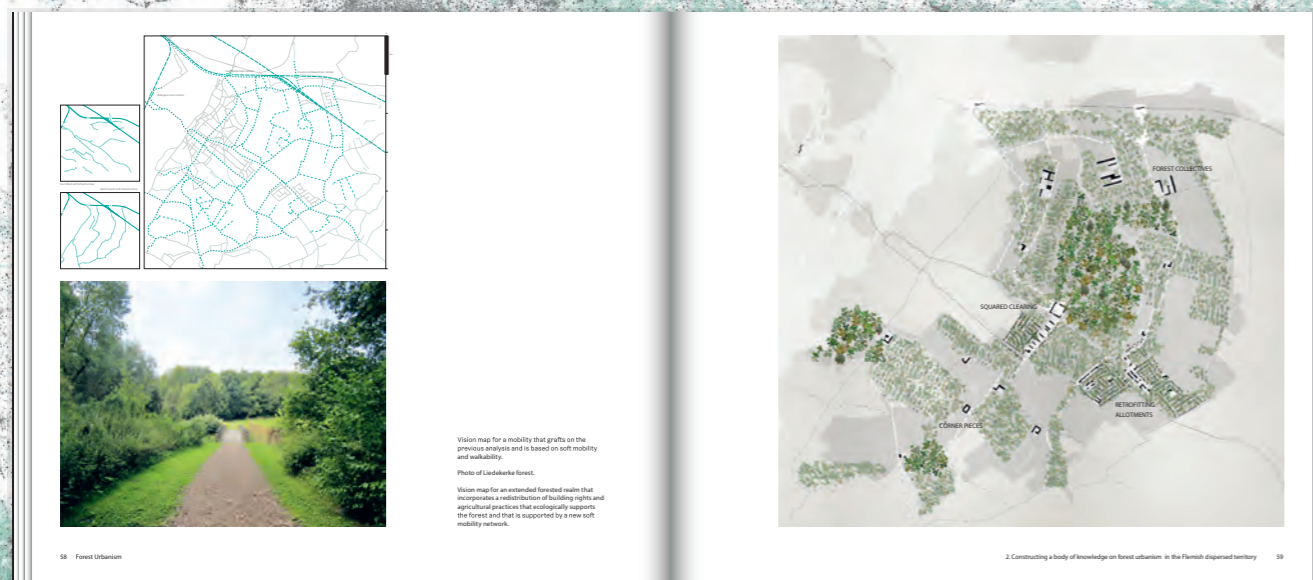 Vision map for a mobility that grafts on the
previous analysis and is based on soft mobility
and walkability.
Photo of Liedekerke forest.
Vision map for an extended forested realm that
incorporates a redistribution of building rights and
agricultural practices that ecologically supports
the forest and that is supported by a new soft
mobility network.
58 Forest Urbanism
FOREST COLLECTIVES
SQUARED CLEARING
RETROFITTING
ALLOTMENTS
CORNER PIECES
2. Constructing a body of knowledge on forest urbanism in the Flemish dispersed territory 59